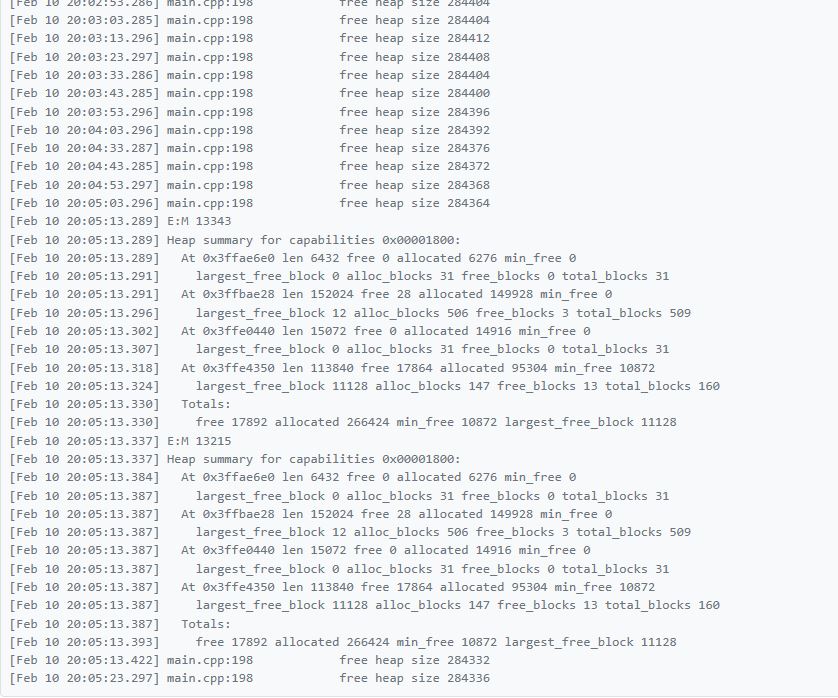 [Feb 10 20:02:53.286] main.cpp:198            free heap size 284404
[Feb 10 20:03:03.285] main.cpp:198            free heap size 284404
[Feb 10 20:03:13.296] main.cpp:198            free heap size 284412
[Feb 10 20:03:23.297] main.cpp:198            free heap size 284408
[Feb 10 20:03:33.286] main.cpp:198            free heap size 284404
[Feb 10 20:03:43.285] main.cpp:198            free heap size 284400
[Feb 10 20:03:53.296] main.cpp:198            free heap size 284396
[Feb 10 20:04:03.296] main.cpp:198            free heap size 284392
[Feb 10 20:04:33.287] main.cpp:198            free heap size 284376
[Feb 10 20:04:43.285] main.cpp:198            free heap size 284372
[Feb 10 20:04:53.297] main.cpp:198            free heap size 284368
[Feb 10 20:05:03.296] main.cpp:198            free heap size 284364
[Feb 10 20:05:13.289] E:M 13343
[Feb 10 20:05:13.289] Heap summary for capabilities 0x00001800:
[Feb 10 20:05:13.289]   At 0x3ffae6e0 len 6432 free 0 allocated 6276 min_free 0
[Feb 10 20:05:13.291]     largest_free_block 0 alloc_blocks 31 free_blocks 0 total_blocks 31
[Feb 10 20:05:13.291]   At 0x3ffbae28 len 152024 free 28 allocated 149928 min_free 0
[Feb 10 20:05:13.296]     largest_free_block 12 alloc_blocks 506 free_blocks 3 total_blocks 509
[Feb 10 20:05:13.302]   At 0x3ffe0440 len 15072 free 0 allocated 14916 min_free 0
[Feb 10 20:05:13.307]     largest_free_block 0 alloc_blocks 31 free_blocks 0 total_blocks 31
[Feb 10 20:05:13.318]   At 0x3ffe4350 len 113840 free 17864 allocated 95304 min_free 10872
[Feb 10 20:05:13.324]     largest_free_block 11128 alloc_blocks 147 free_blocks 13 total_blocks 160
[Feb 10 20:05:13.330]   Totals:
[Feb 10 20:05:13.330]     free 17892 allocated 266424 min_free 10872 largest_free_block 11128
[Feb 10 20:05:13.337] E:M 13215
[Feb 10 20:05:13.337] Heap summary for capabilities 0x00001800:
[Feb 10 20:05:13.384]   At 0x3ffae6e0 len 6432 free 0 allocated 6276 min_free 0
[Feb 10 20:05:13.387]     largest_free_block 0 alloc_blocks 31 free_blocks 0 total_blocks 31
[Feb 10 20:05:13.387]   At 0x3ffbae28 len 152024 free 28 allocated 149928 min_free 0
[Feb 10 20:05:13.387]     largest_free_block 12 alloc_blocks 506 free_blocks 3 total_blocks 509
[Feb 10 20:05:13.387]   At 0x3ffe0440 len 15072 free 0 allocated 14916 min_free 0
[Feb 10 20:05:13.387]     largest_free_block 0 alloc_blocks 31 free_blocks 0 total_blocks 31
[Feb 10 20:05:13.387]   At 0x3ffe4350 len 113840 free 17864 allocated 95304 min_free 10872
[Feb 10 20:05:13.387]     largest_free_block 11128 alloc_blocks 147 free_blocks 13 total_blocks 160
[Feb 10 20:05:13.387]   Totals:
[Feb 10 20:05:13.393]     free 17892 allocated 266424 min_free 10872 largest_free_block 11128
[Feb 10 20:05:13.422] main.cpp:198            free heap size 284332
[Feb 10 20:05:23.297] main.cpp:198            free heap size 284336